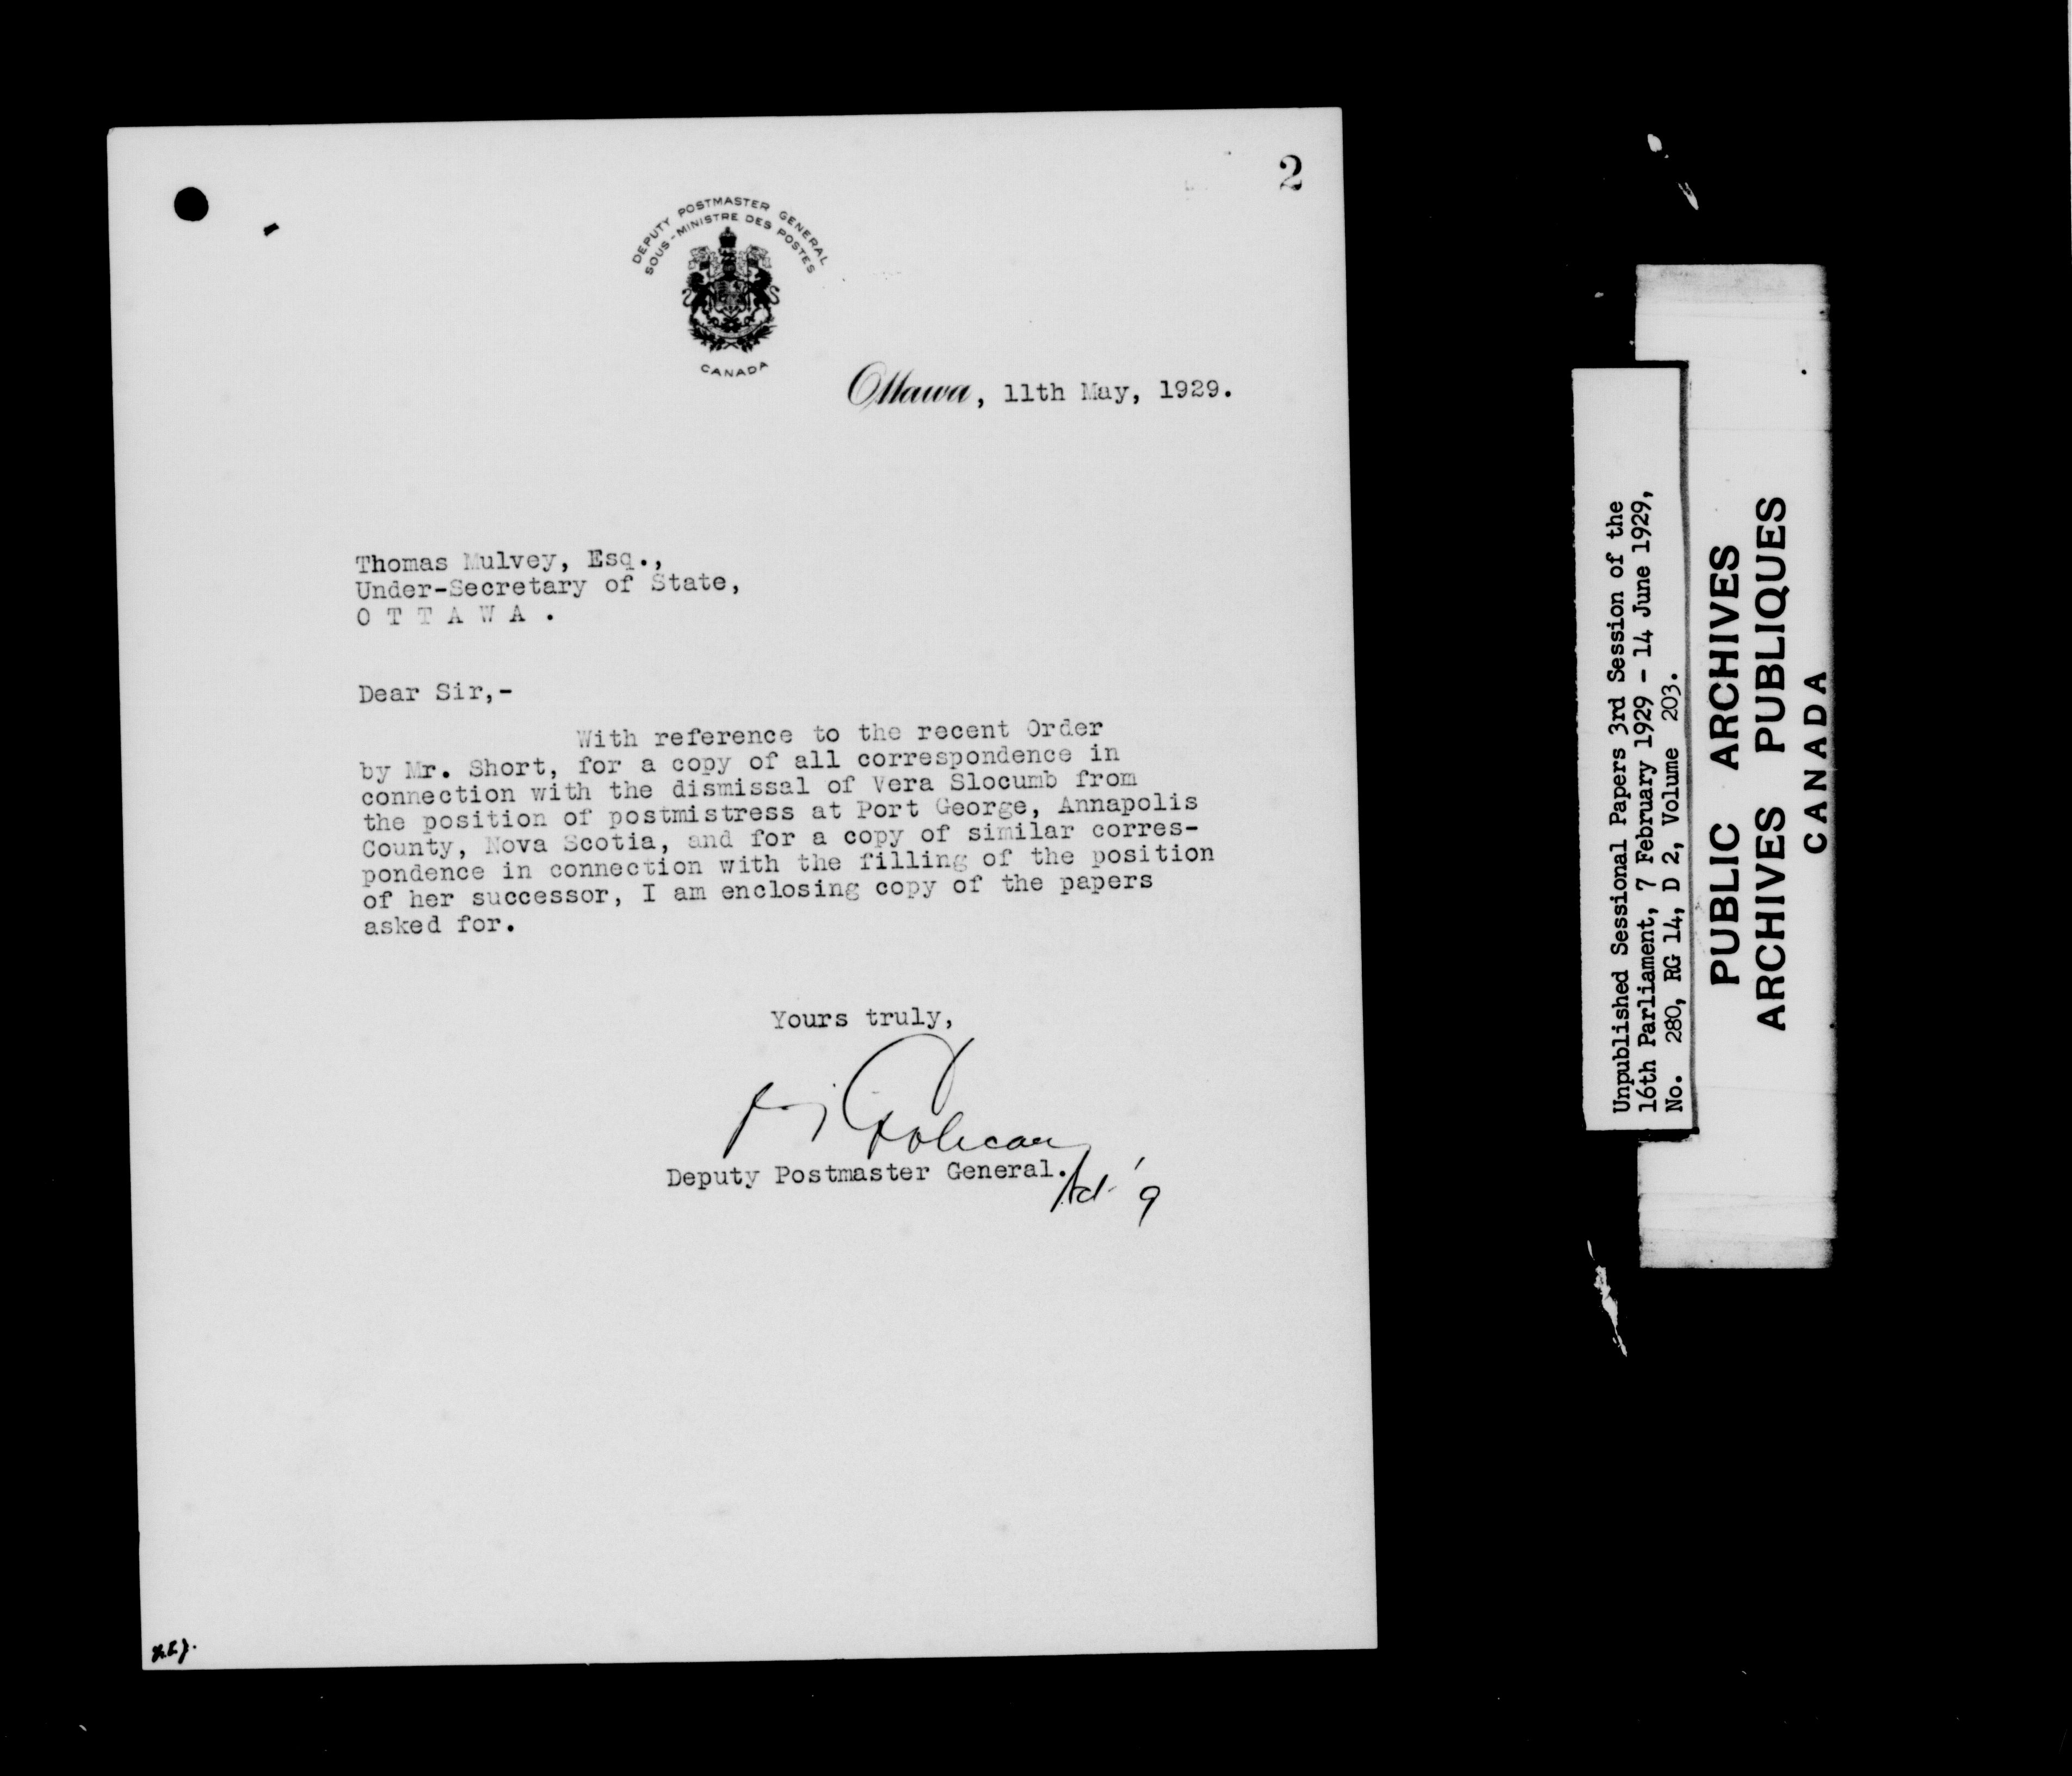 2
DEPUTY POSTMASTER GENERAL
SOUS-MINISTRE DES POSTES
CANADA
Ottawa, 11th May, 1929.
Thomas Mulvey, Esq.,
Under-Secretary of State,
O T T A W A .
Dear Sir,-
With reference to the recent Order
by Mr. Short, for a copy of all correspondence in
connection with the dismissal of Vera Slocumb from
the position of postmistress at Port George, Annapolis
County, Nova Scotia, and for a copy of similar corres-
pondence in connection with the filling of the position
of her successor, I am enclosing copy of the papers
asked for.
Yours truly,
Deputy Postmaster General.
Unpublished Sessional Papers 3rd Session of the
16th Parliament, 7 February 1929 - 14 June 1929,
No. 280, RG 14, D 2, Volume 203.
PUBLIC ARCHIVES
ARCHIVES PUBLIQUES
CANADA